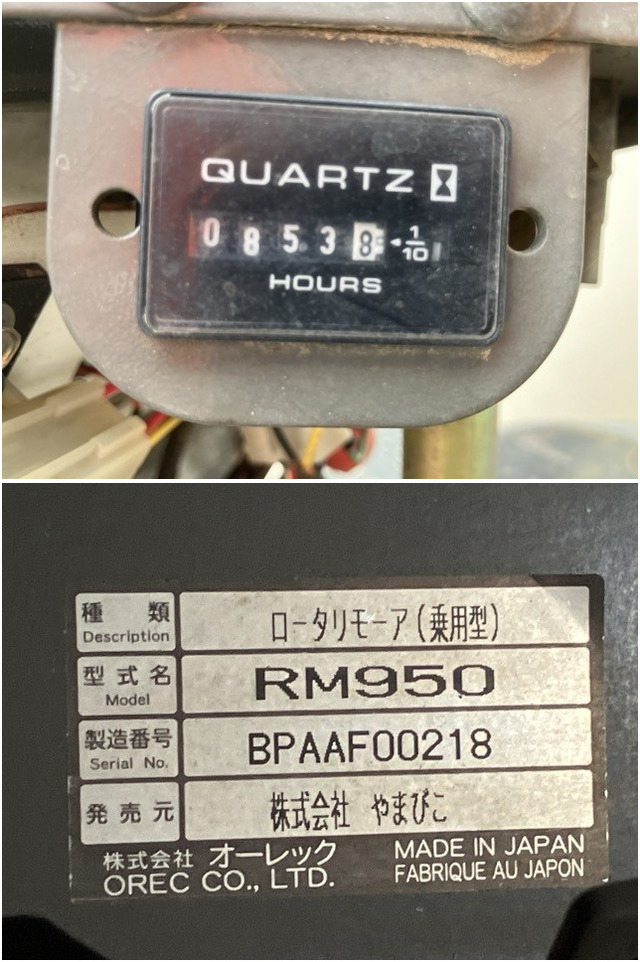 QUARTZ
08538 1/10
HOURS
種類 ロータリモーア(乗用型)
Description
型式名 RM950
Model
製造番号 BPAAF00218
Serial No.
発売元 株式会社 やまびこ
株式会社 オーレック MADE IN JAPAN
OREC CO., LTD. FABRIQUE AU JAPON